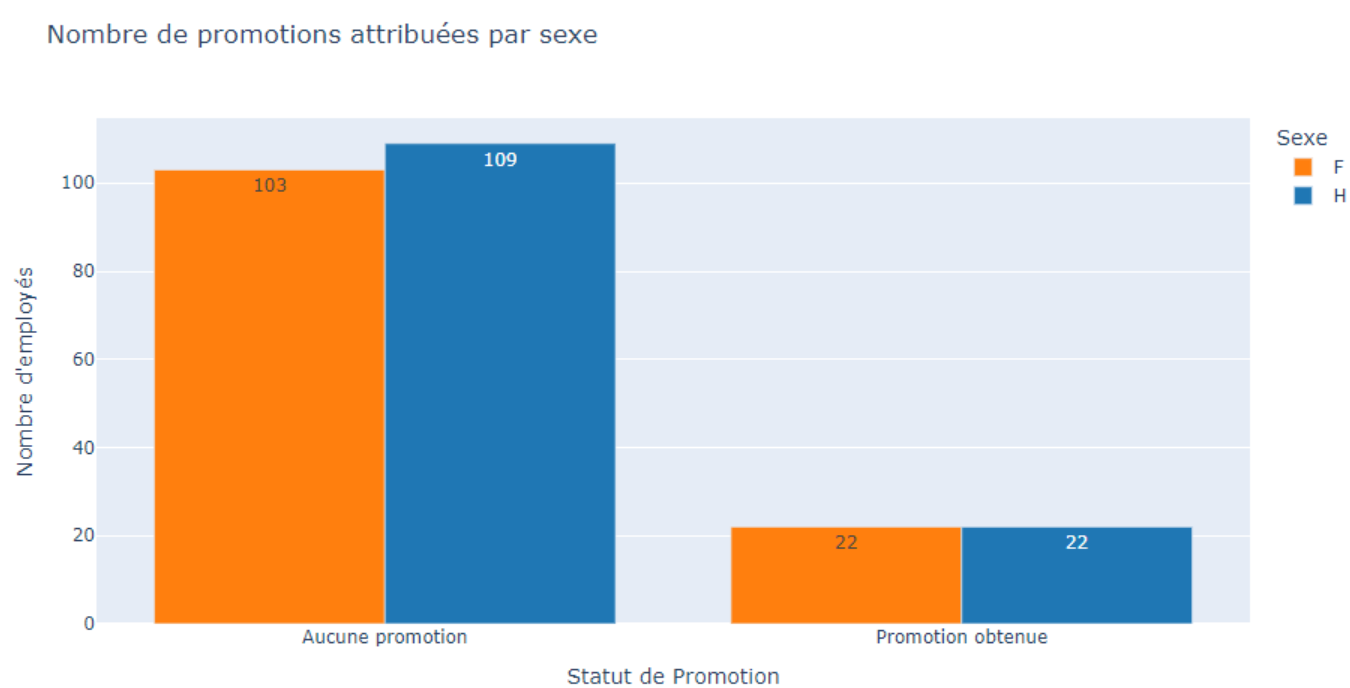 Nombre de promotions attribuées par sexe
Sexe
F
H
Nombre d'employés
100
80
60
40
20
0
103
109
22
22
Aucune promotion
Promotion obtenue
Statut de Promotion